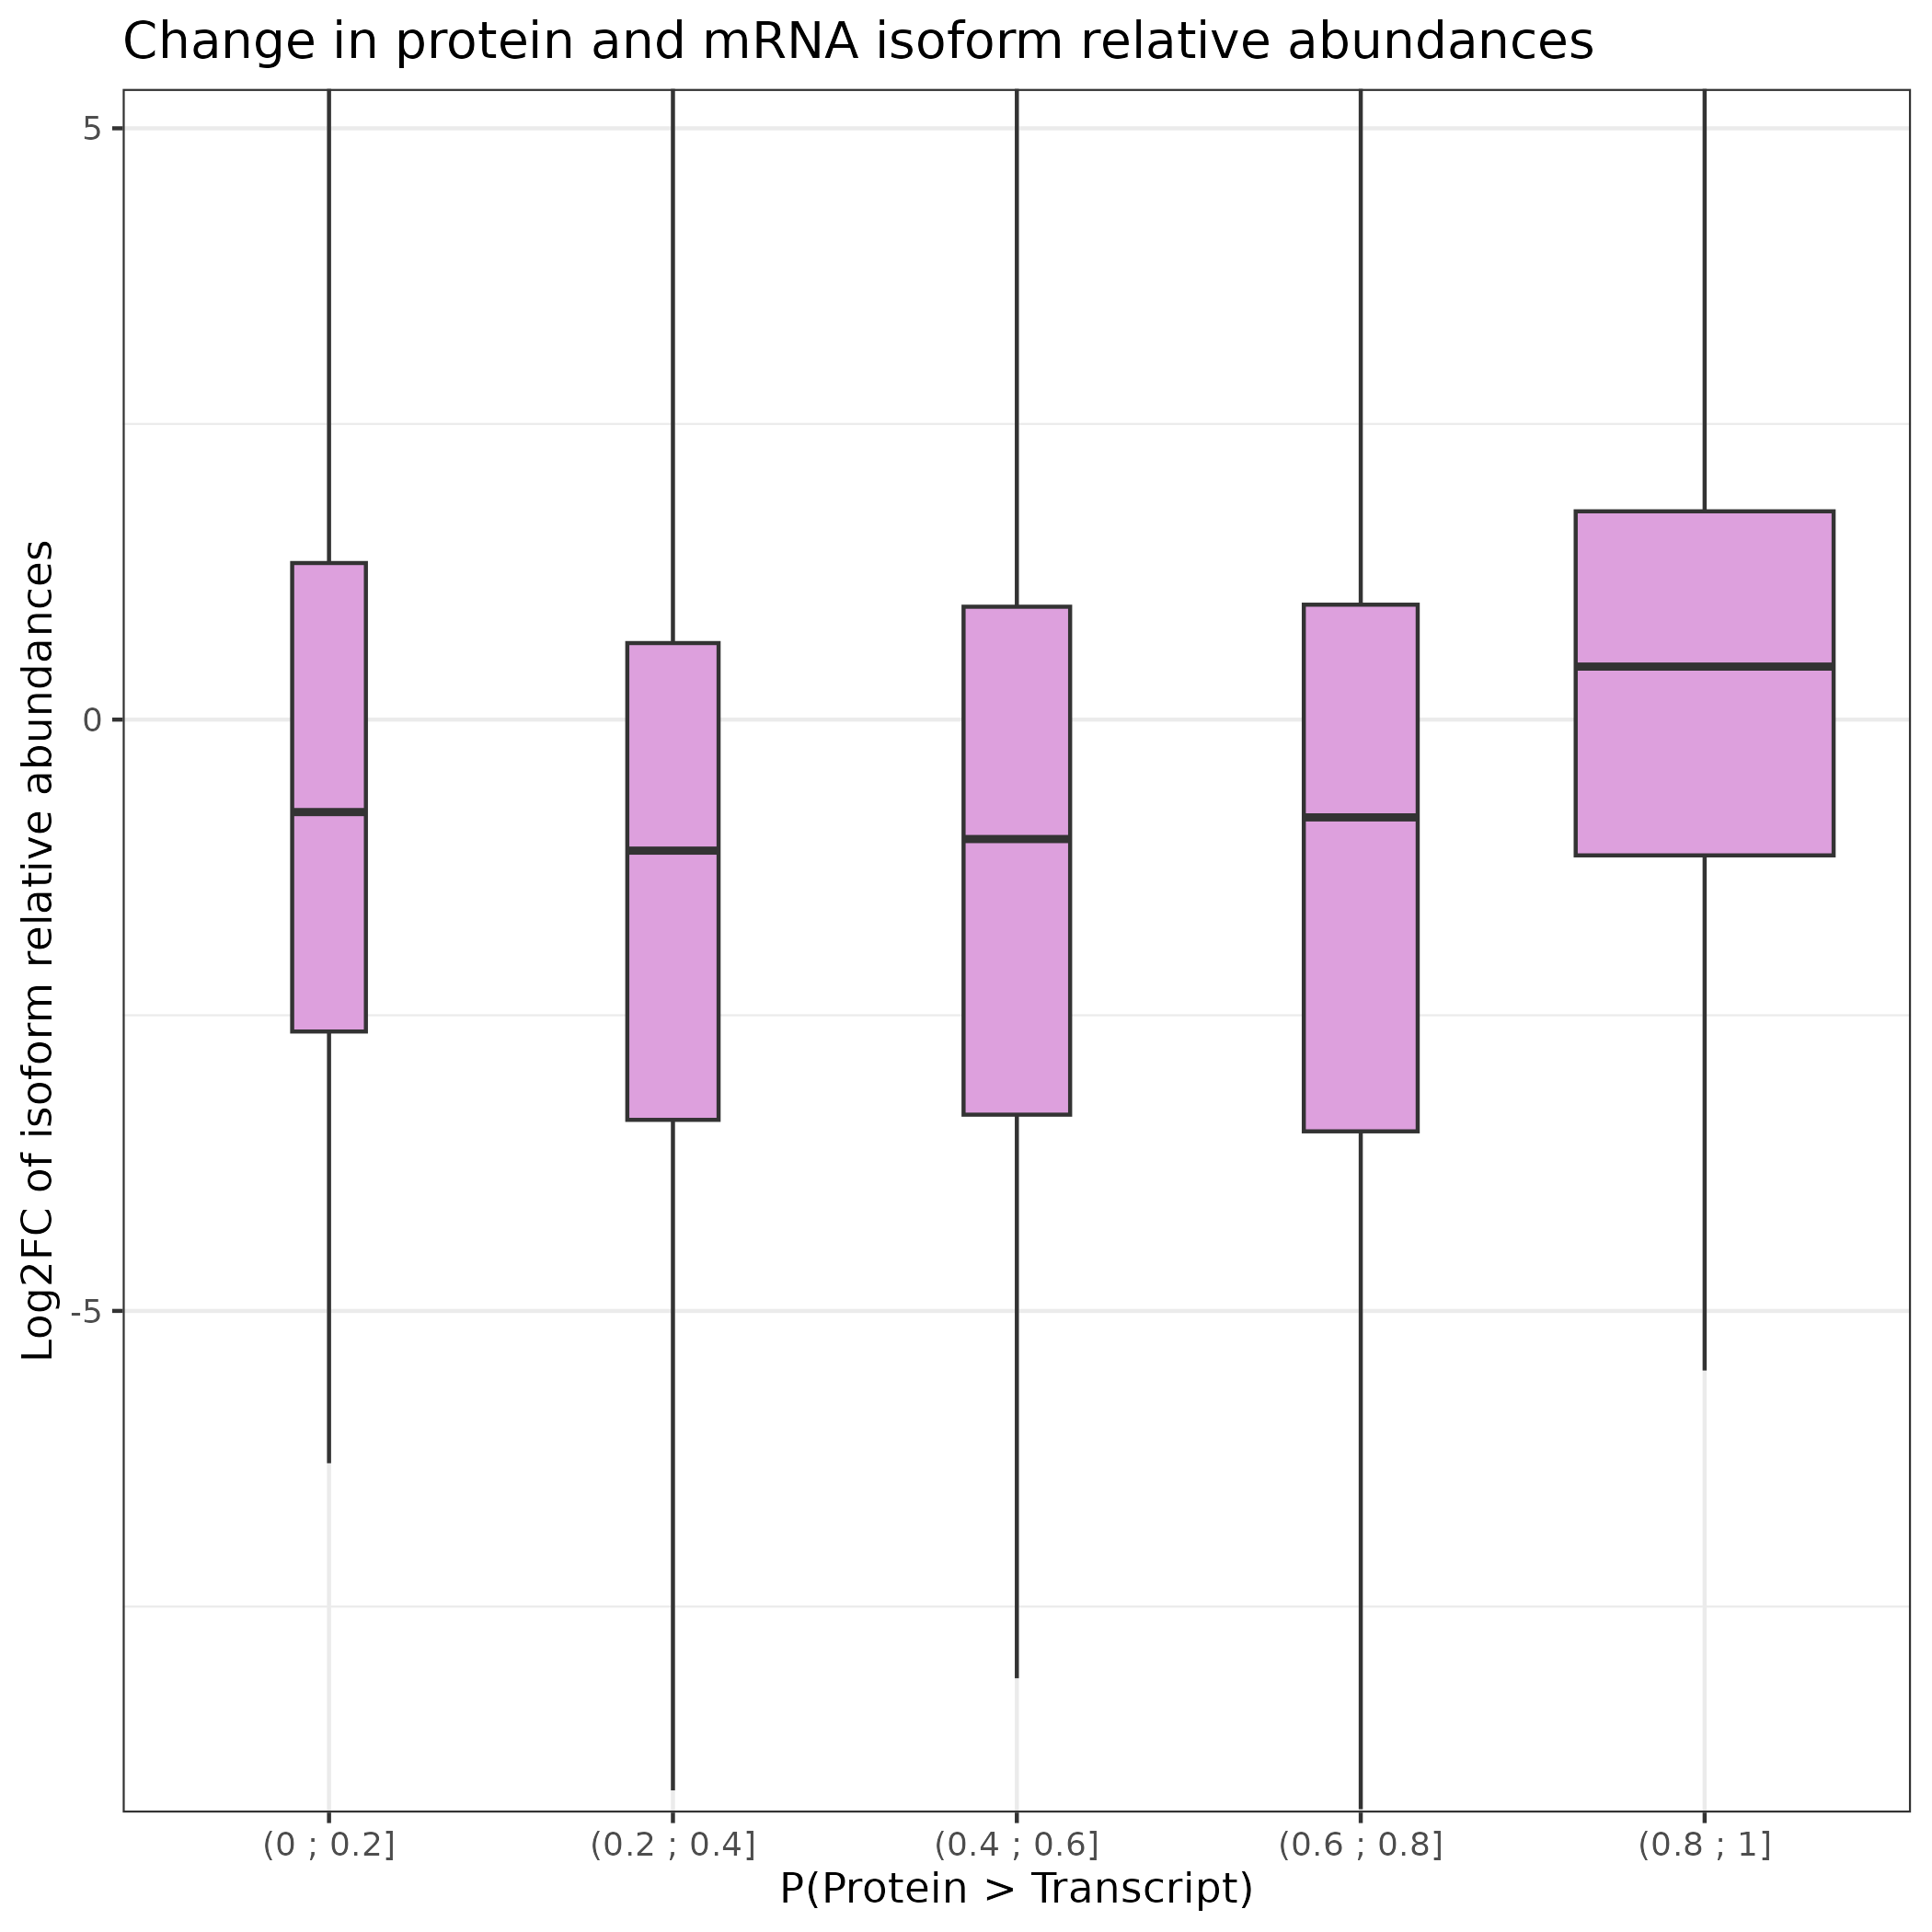 Change in protein and mRNA isoform relative abundances
Log2FC of isoform relative abundances
5
0
-5
(0 ; 0.2]
(0.2 ; 0.4]
(0.4 ; 0.6]
(0.6 ; 0.8]
(0.8 ; 1]
P(Protein > Transcript)